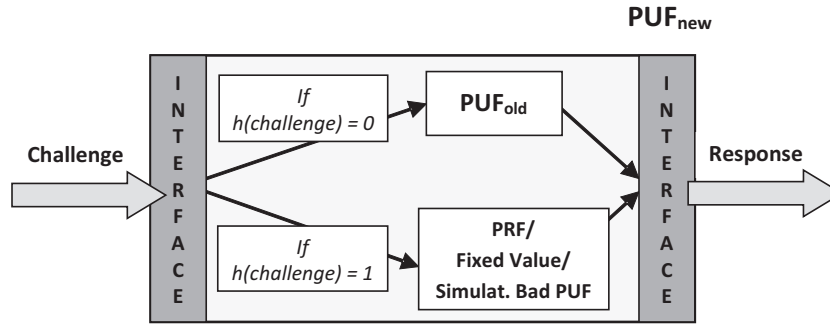 PUFnew
INTERFACE
If
h(challenge) = 0
PUFold
INTERFACE
Challenge
Response
If
h(challenge) = 1
PRF/
Fixed Value/
Simulat. Bad PUF